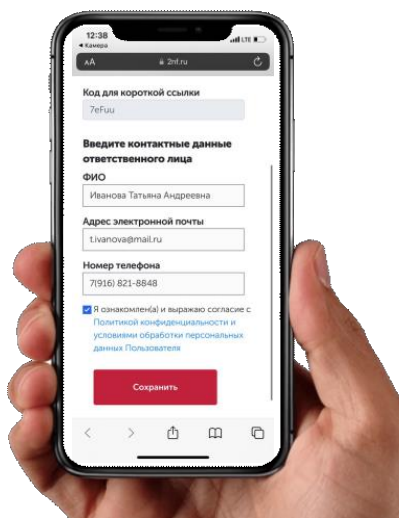 12:38
LTE
◀ Камера
АА
2nf.ru
Код для короткой ссылки
7eFuu
Введите контактные данные
ответственного лица
ФИО
Иванова Татьяна Андреевна
Адрес электронной почты
t.ivanova@mail.ru
Номер телефона
7(916) 821-8848
Я ознакомлен(а) и выражаю согласие с
Политикой конфиденциальности и
условиями обработки персональных
данных Пользователя
Сохранить